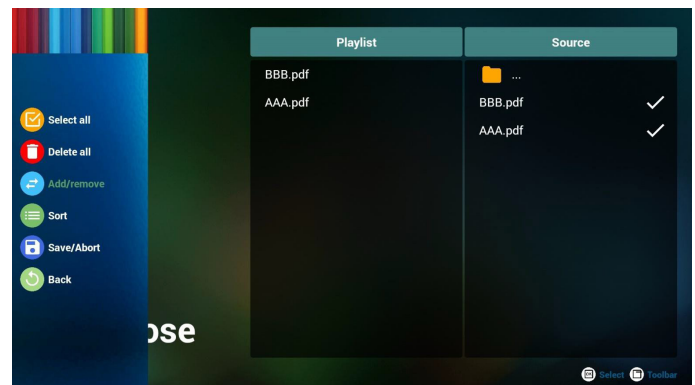 Playlist
Source
BBB.pdf
AAA.pdf
...
BBB.pdf
AAA.pdf
Select all
Delete all
Add/remove
Sort
Save/Abort
Back
ose
Select Toolbar